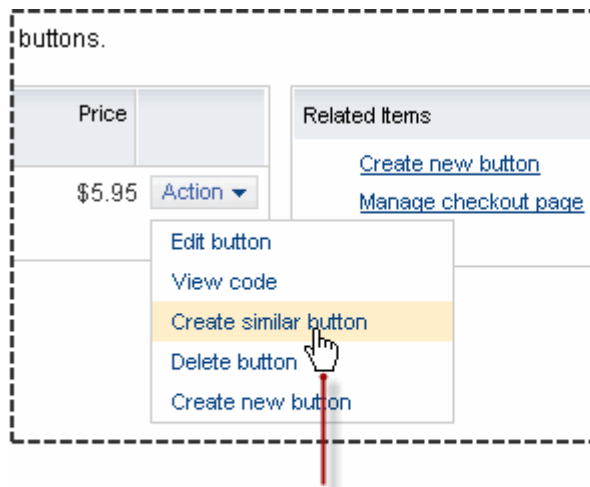 buttons.
Price
Related Items
$5.95 Action
Create new button
Manage checkout page
Edit button
View code
Create similar button
Delete button
Create new button